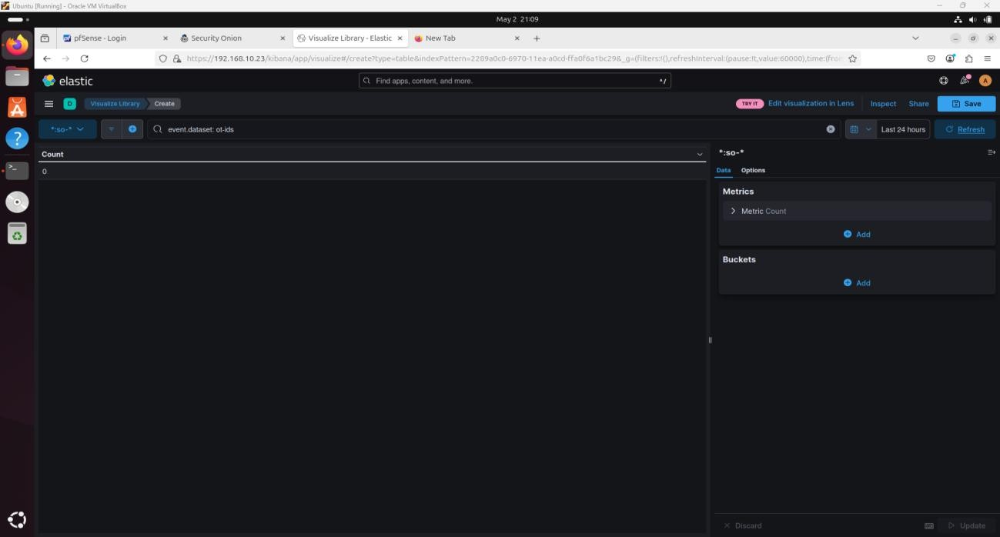 Ubuntu [Running] - Oracle VM VirtualBox
May 2 21:09
pfSense - Login
Security Onion
Visualize Library - Elastic
New Tab
https://192.168.10.23/kibana/app/visualize#/create?type=table&indexPattern=2289a0c0-6970-11ea-a0cd-ffa0f6a1bc29&_g=(filters:!(),refreshInterval:(pause:!t,value:60000),time:(from
elastic
Find apps, content, and more.
^/
A
D
Visualize Library
Create
TRY IT
Edit visualization in Lens
Inspect
Share
Save
*:so-*
event.dataset: ot-ids
Last 24 hours
Refresh
Count
0
*:so-*
Data
Options
Metrics
Metric Count
Add
Buckets
Add
Discard
Update